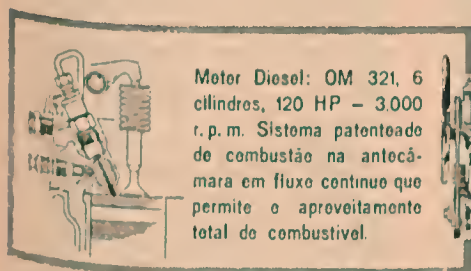 Motor Diesel: OM 321, 6
cilindros, 120 HP – 3.000
r.p.m. Sistema patenteado
de combustão na antecâ-
mara em fluxo contínuo que
permite o aproveitamento
total do combustível.